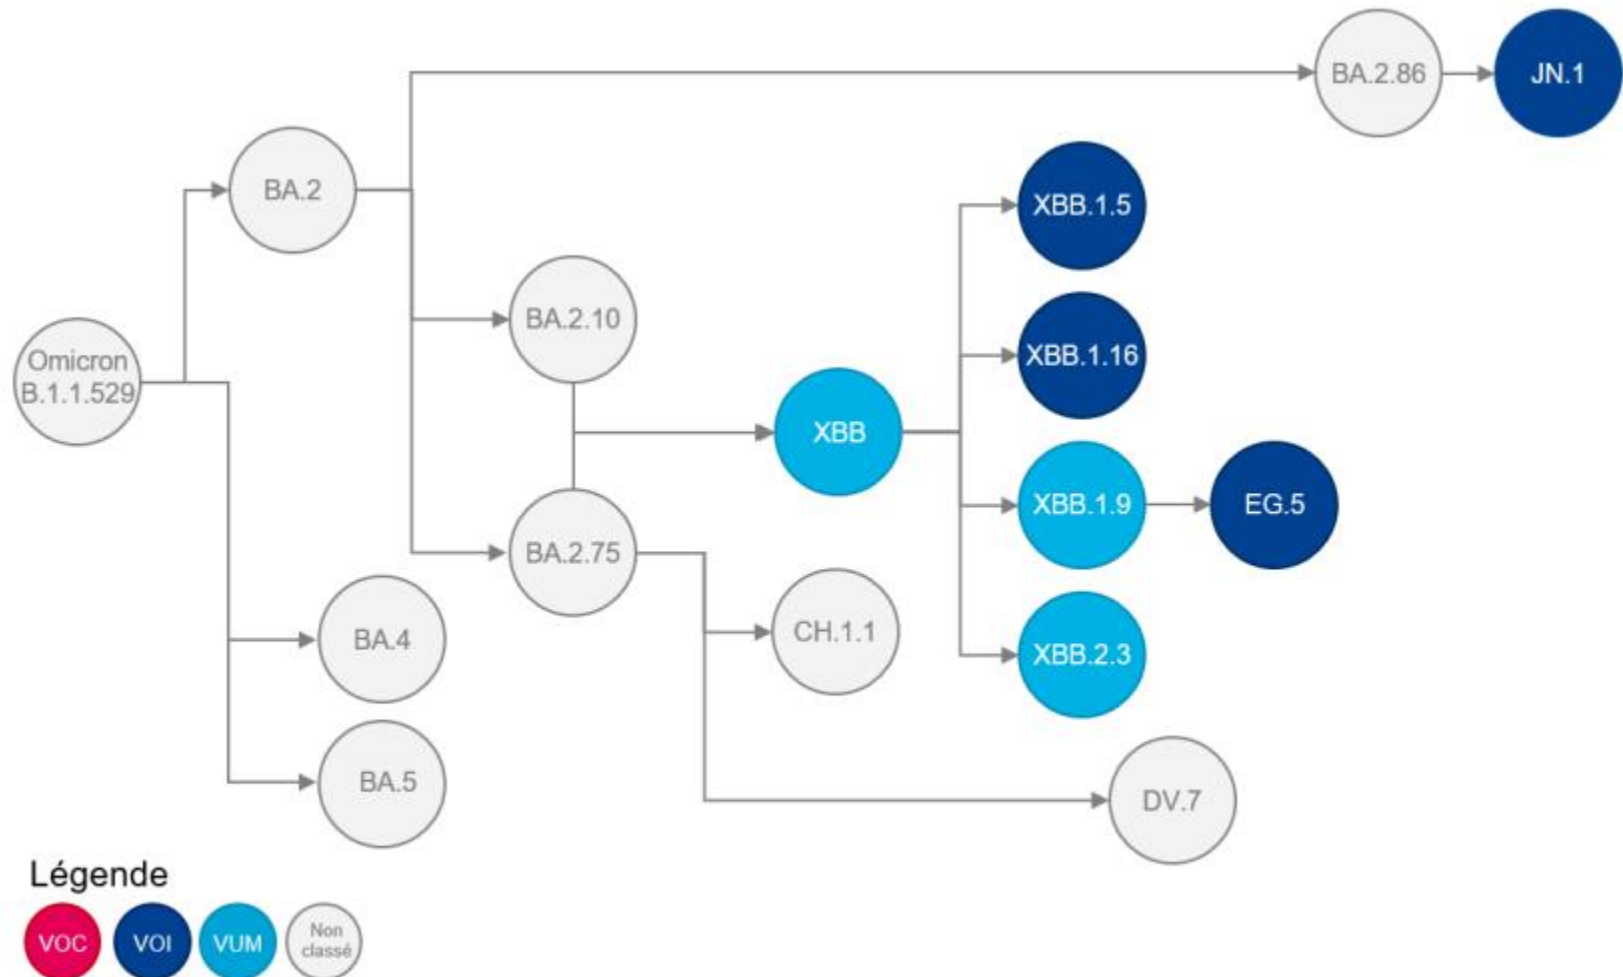 BA.2.86
JN.1
BA.2
XBB.1.5
BA.2.10
XBB.1.16
Omicron
B.1.1.529
XBB
XBB.1.9
EG.5
BA.2.75
CH.1.1
BA.4
XBB.2.3
BA.5
DV.7
Légende
VOC
VOI
VUM
Non
classé